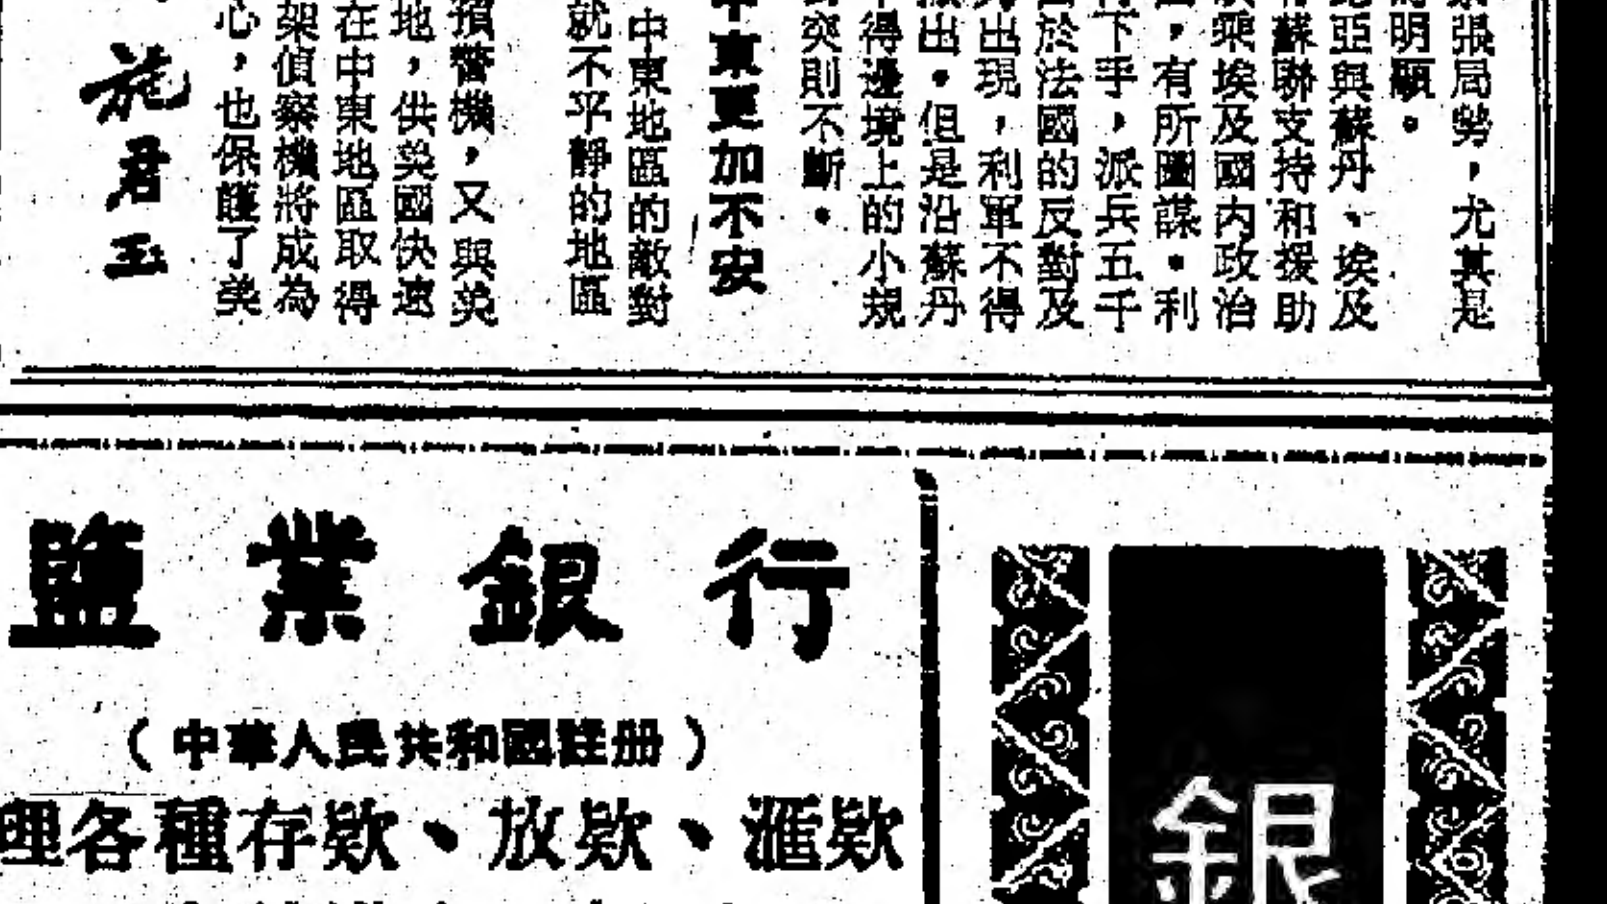 張局勢，尤其是
明顯。
亞與蘇丹、埃及
蘇聯支持和援助
乘埃及國內政治
，有所圖謀。利
下手，派兵五千
於法國的反對及
出現，利軍不得
出。但是沿蘇丹
得邊境上的小規
突則不斷。
中東更加不安
中東地區的敵對
就不平靜的地區
預警機，又與美
地，供美國快速
在中東地區取得
架偵察機將成為
心，也保護了美
施君玉
鹽業銀行
（中華人民共和國註册）
理各種存欵、放欵、滙欵
銀